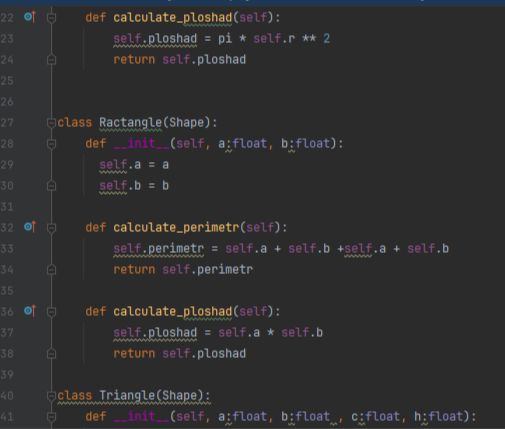 22 def calculate_ploshad(self):
23 self.ploshad = pi * self.r ** 2
24 return self.ploshad
25
26
27 class Ractangle(Shape):
28 def __init__(self, a:float, b:float):
29 self.a = a
30 self.b = b
31
32 def calculate_perimetr(self):
33 self.perimetr = self.a + self.b +self.a + self.b
34 return self.perimetr
35
36 def calculate_ploshad(self):
37 self.ploshad = self.a * self.b
38 return self.ploshad
39
40 class Triangle(Shape):
41 def __init__(self, a:float, b:float , c:float, h:float):